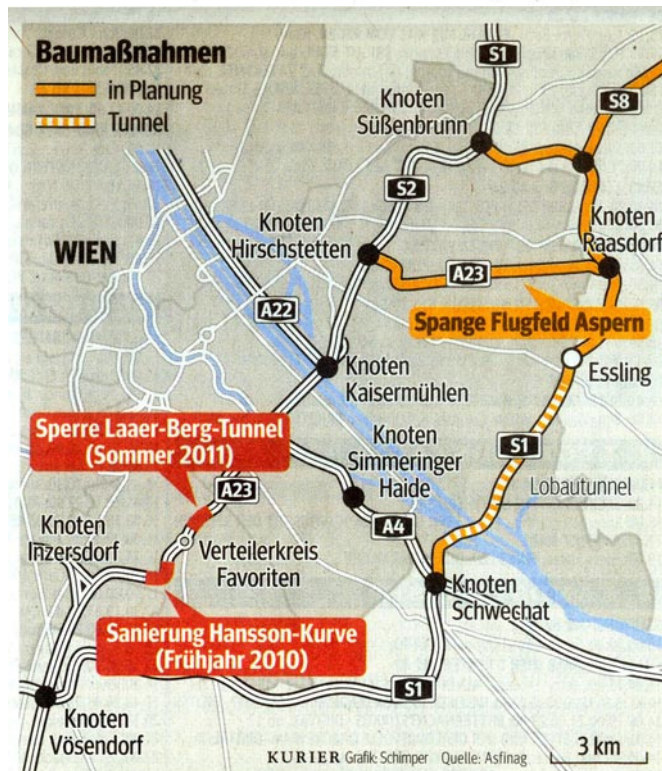 Baumaßnahmen
in Planung
Tunnel
S1
S8
Knoten
Süßenbrunn
S2
Knoten
Hirschstetten
Knoten
Raasdorf
WIEN
A23
A22
Spange Flugfeld Aspern
Essling
Knoten
Kaisermühlen
Sperre Laaer-Berg-Tunnel
(Sommer 2011)
Knoten
Simmeringer
Haide
S1
A23
Lobautunnel
A4
Knoten
Inzersdorf
Verteilerkreis
Favoriten
Knoten
Schwechat
Sanierung Hansson-Kurve
(Frühjahr 2010)
S1
Knoten
Vösendorf
KURIER Grafik: Schimper Quelle: Asfinag
3 km